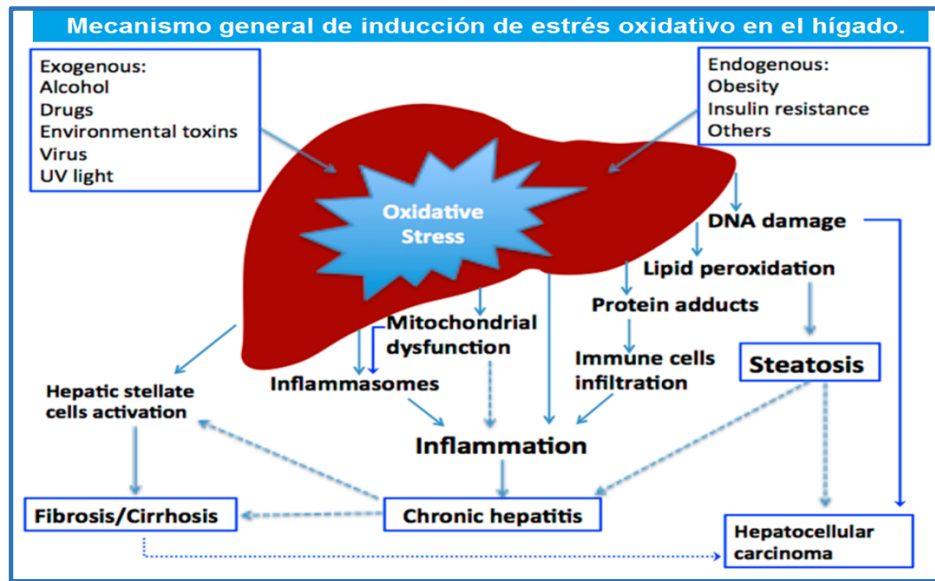 Mecanismo general de inducción de estrés oxidativo en el hígado.
Exogenous:
Alcohol
Drugs
Environmental toxins
Virus
UV light
Endogenous:
Obesity
Insulin resistance
Others
Oxidative
Stress
DNA damage
Lipid peroxidation
Protein adducts
Mitochondrial
dysfunction
Immune cells
infiltration
Steatosis
Inflammasomes
Hepatic stellate
cells activation
Inflammation
Fibrosis/Cirrhosis
Chronic hepatitis
Hepatocellular
carcinoma